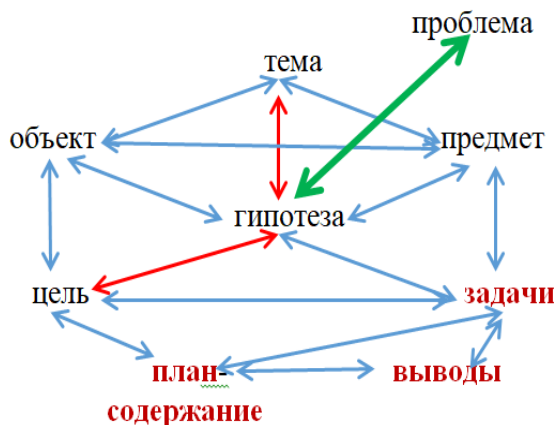 проблема
тема
объект
предмет
гипотеза
цель
задачи
план-
выводы
содержание